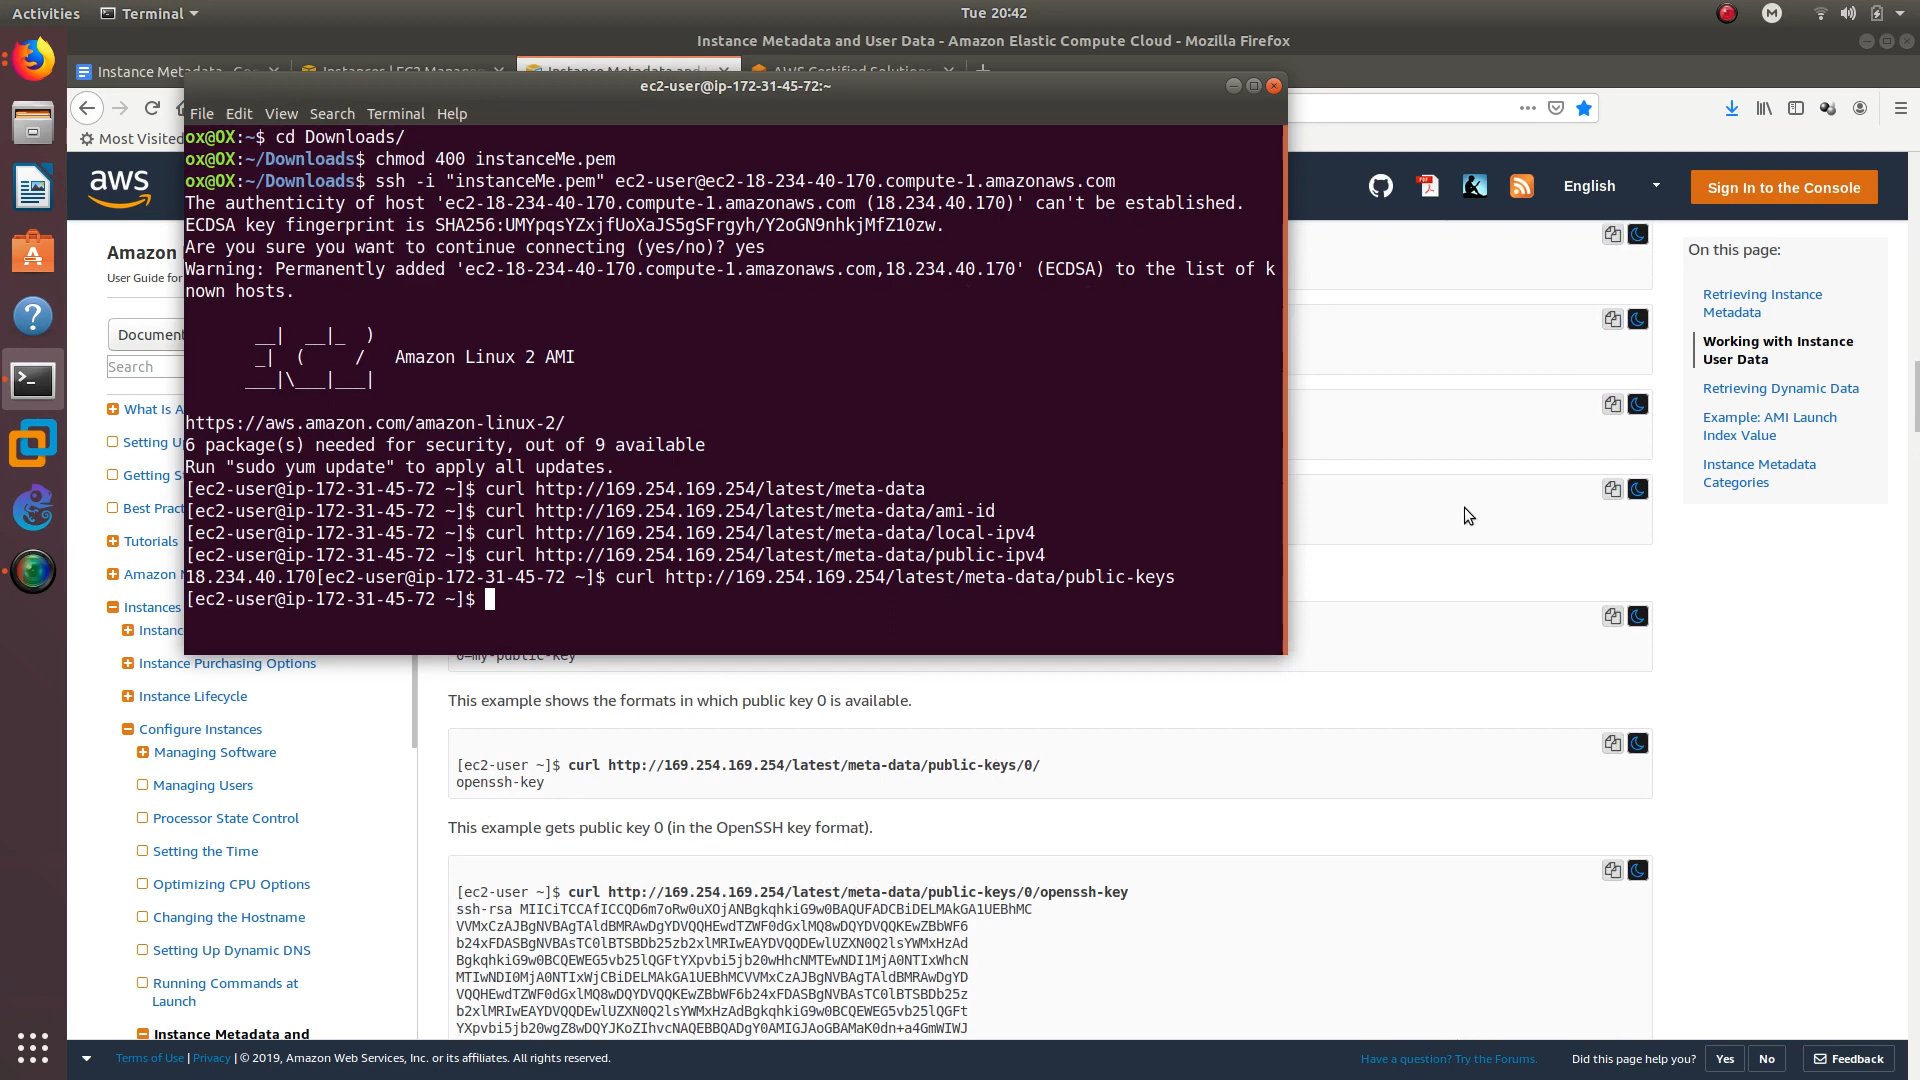 Activities
Terminal
Tue 20:42
Instance Metadata and User Data - Amazon Elastic Compute Cloud - Mozilla Firefox
ec2-user@ip-172-31-45-72:~
File Edit View Search Terminal Help
ox@OX:~$ cd Downloads/
ox@OX:~/Downloads$ chmod 400 instanceMe.pem
ox@OX:~/Downloads$ ssh -i "instanceMe.pem" ec2-user@ec2-18-234-40-170.compute-1.amazonaws.com
The authenticity of host 'ec2-18-234-40-170.compute-1.amazonaws.com (18.234.40.170)' can't be established.
ECDSA key fingerprint is SHA256:UMYpqsYZxjfUoXaJS5gSFrgyh/Y2oGN9nhkjMfZ10zw.
Are you sure you want to continue connecting (yes/no)? yes
Warning: Permanently added 'ec2-18-234-40-170.compute-1.amazonaws.com,18.234.40.170' (ECDSA) to the list of k
nown hosts.
__|  __|_  )
_|  (     /   Amazon Linux 2 AMI
___|\___|___|
https://aws.amazon.com/amazon-linux-2/
6 package(s) needed for security, out of 9 available
Run "sudo yum update" to apply all updates.
[ec2-user@ip-172-31-45-72 ~]$ curl http://169.254.169.254/latest/meta-data
[ec2-user@ip-172-31-45-72 ~]$ curl http://169.254.169.254/latest/meta-data/ami-id
[ec2-user@ip-172-31-45-72 ~]$ curl http://169.254.169.254/latest/meta-data/local-ipv4
[ec2-user@ip-172-31-45-72 ~]$ curl http://169.254.169.254/latest/meta-data/public-ipv4
18.234.40.170[ec2-user@ip-172-31-45-72 ~]$ curl http://169.254.169.254/latest/meta-data/public-keys
[ec2-user@ip-172-31-45-72 ~]$
Most Visited
aws
English
Sign In to the Console
Amazon
User Guide for
Document
Search
What Is A
Setting U
Getting S
Best Pract
Tutorials
Amazon M
Instances
Instanc
Instance Purchasing Options
Instance Lifecycle
Configure Instances
Managing Software
Managing Users
Processor State Control
Setting the Time
Optimizing CPU Options
Changing the Hostname
Setting Up Dynamic DNS
Running Commands at
Launch
Instance Metadata and
0=my-public-key
This example shows the formats in which public key 0 is available.
[ec2-user ~]$ curl http://169.254.169.254/latest/meta-data/public-keys/0/
openssh-key
This example gets public key 0 (in the OpenSSH key format).
[ec2-user ~]$ curl http://169.254.169.254/latest/meta-data/public-keys/0/openssh-key
ssh-rsa MIICiTCCAfICCQD6m7oRw0uXOjANBgkqhkiG9w0BAQUFADCBiDELMAkGA1UEBhMC
VVMxCzAJBgNVBAgTAldBMRAwDgYDVQQHEwdTZWF0dGxlMQ8wDQYDVQQKEwZBbWF6
b24xFDASBgNVBAsTC0lBTSBDb25zb2xlMRIwEAYDVQQDEwlUZXN0Q2lsYWMxHzAd
BgkqhkiG9w0BCQEWEG5vb25lQGFtYXpvbi5jb20wHhcNMTEwNDI1MjA0NTIxWhcN
MTIwNDI0MjA0NTIxWjCBiDELMAkGA1UEBhMCVVMxCzAJBgNVBAgTAldBMRAwDgYD
VQQHEwdTZWF0dGxlMQ8wDQYDVQQKEwZBbWF6b24xFDASBgNVBAsTC0lBTSBDb25z
b2xlMRIwEAYDVQQDEwlUZXN0Q2lsYWMxHzAdBgkqhkiG9w0BCQEWEG5vb25lQGFt
YXpvbi5jb20wgZ8wDQYJKoZIhvcNAQEBBQADgY0AMIGJAoGBAMaK0dn+a4GmWIWJ
On this page:
Retrieving Instance
Metadata
Working with Instance
User Data
Retrieving Dynamic Data
Example: AMI Launch
Index Value
Instance Metadata
Categories
Terms of Use | Privacy | © 2019, Amazon Web Services, Inc. or its affiliates. All rights reserved.
Have a question? Try the Forums.
Did this page help you?
Yes
No
Feedback